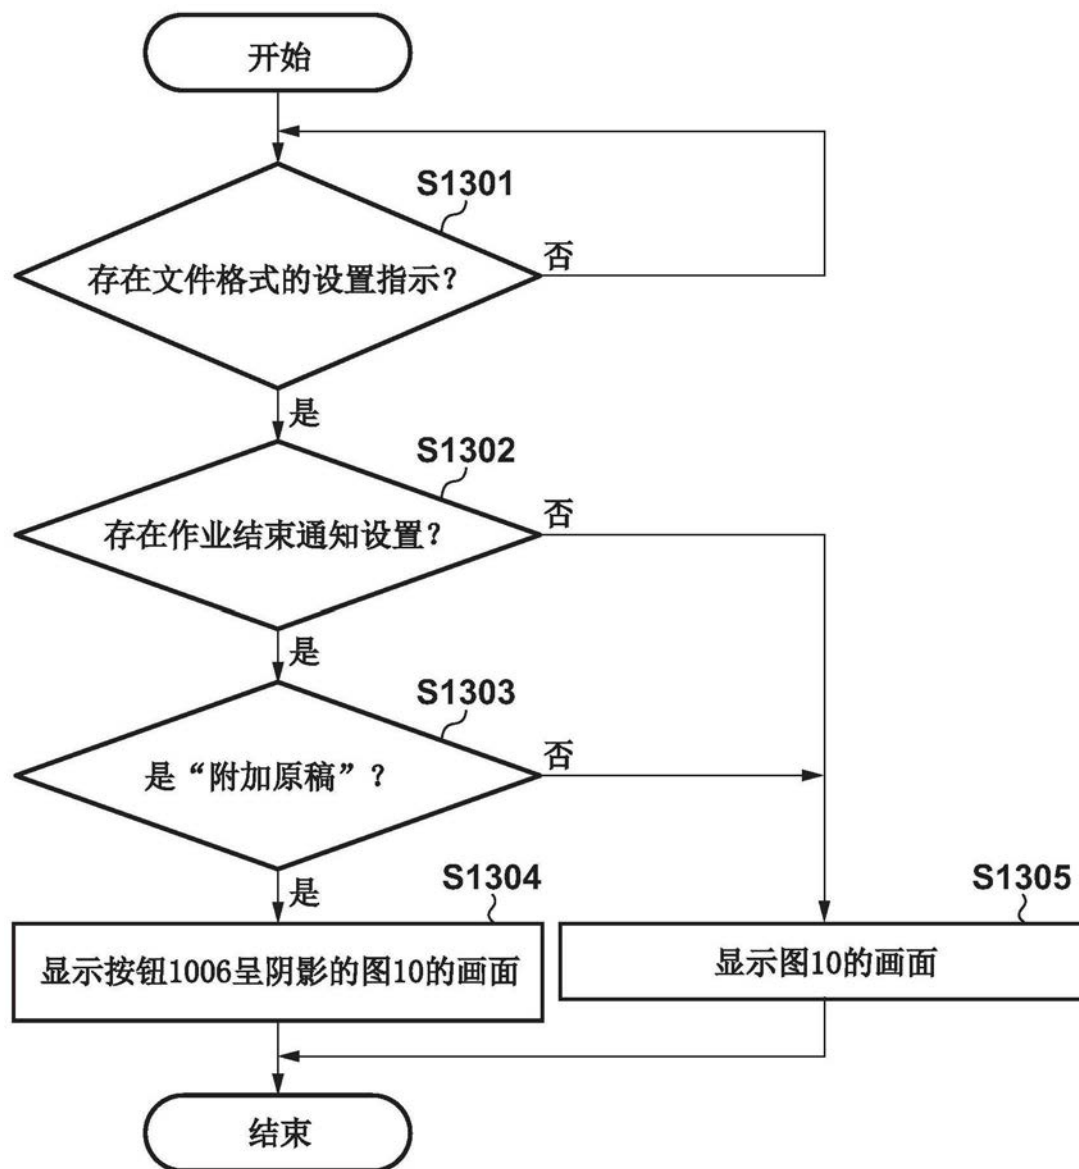 开始
S1301
存在文件格式的设置指示？
否
是
S1302
存在作业结束通知设置？
否
是
S1303
是“附加原稿”？
否
是
S1304
显示按钮1006呈阴影的图10的画面
S1305
显示图10的画面
结束